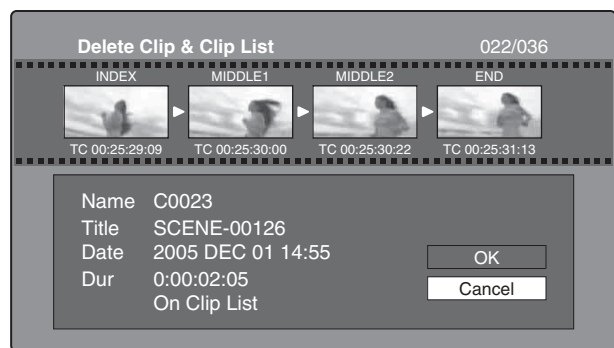 Delete Clip & Clip List 022/036
INDEX MIDDLE1 MIDDLE2 END
TC 00:25:29:09 TC 00:25:30:00 TC 00:25:30:22 TC 00:25:31:13
Name C0023
Title SCENE-00126
Date 2005 DEC 01 14:55
Dur 0:00:02:05
On Clip List
OK
Cancel